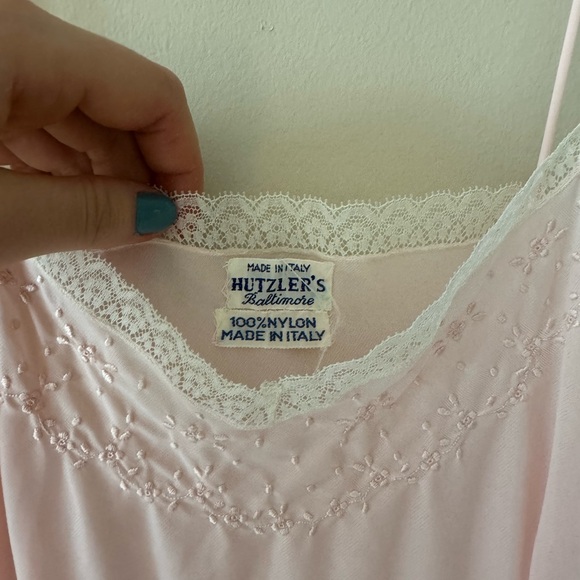 MADE IN ITALY
HUTZLER'S
Baltimore
100% NYLON
MADE IN ITALY